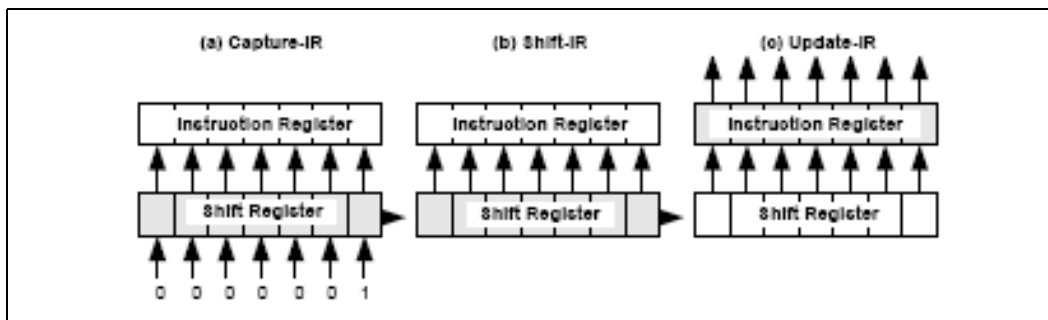 (a) Capture-IR (b) Shift-IR (c) Update-IR
Instruction Register Instruction Register Instruction Register
Shift Register Shift Register Shift Register
0 0 0 0 0 0 1